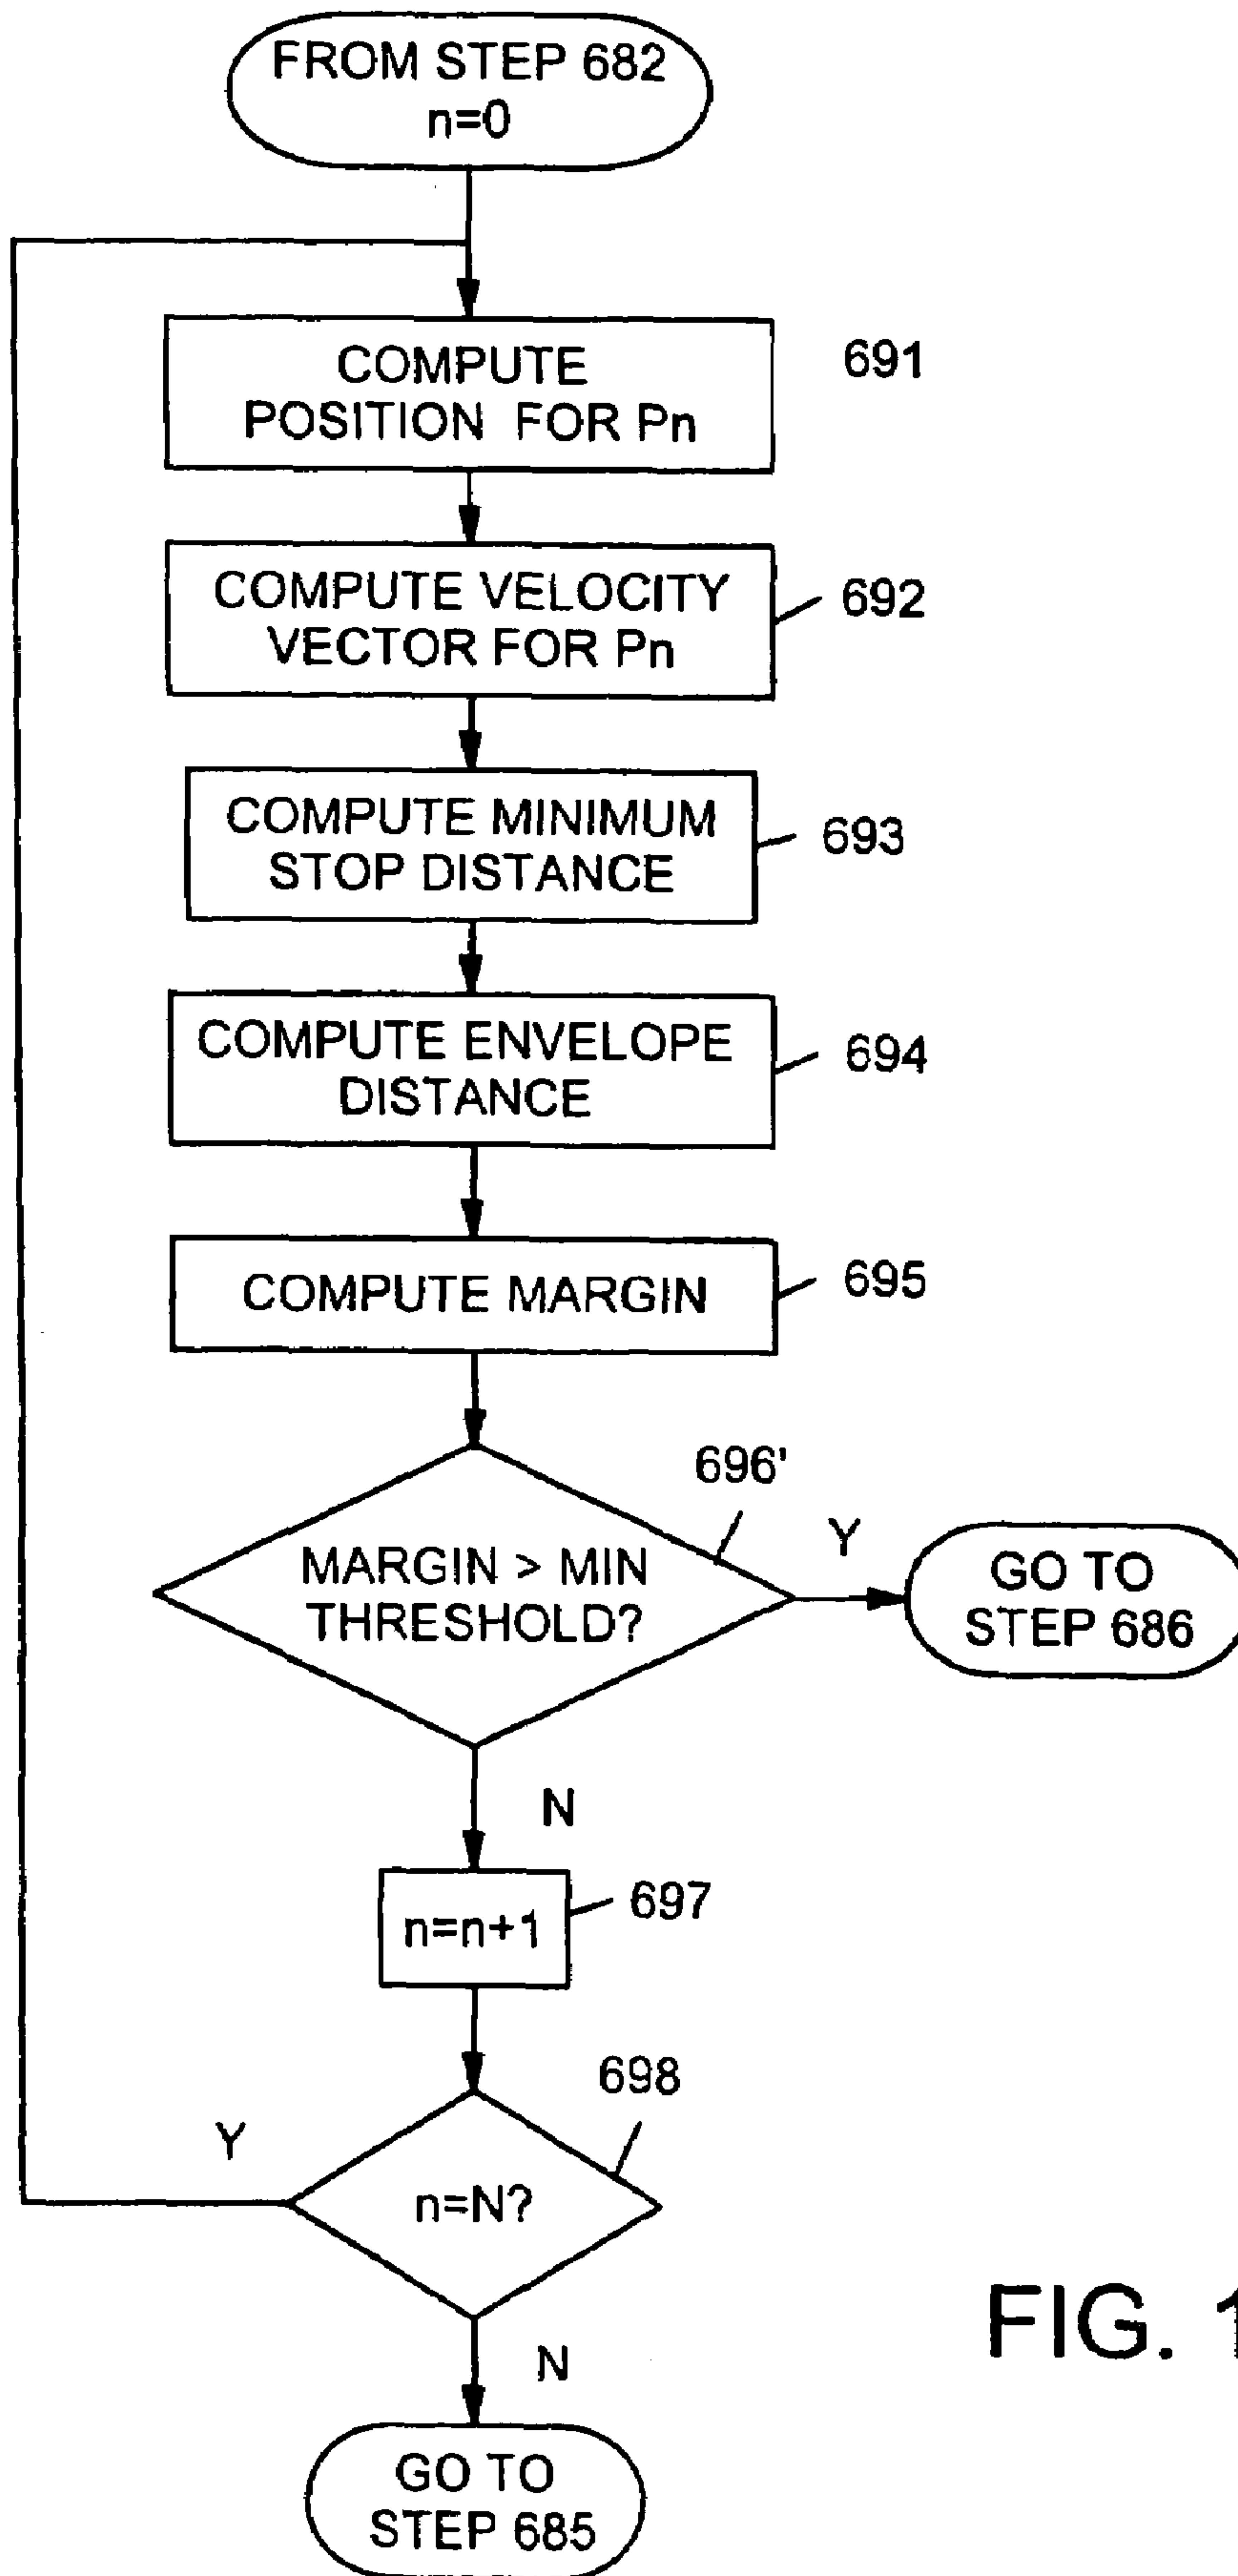 FROM STEP 682
n=0
COMPUTE
POSITION FOR Pn
691
COMPUTE VELOCITY
VECTOR FOR Pn
692
COMPUTE MINIMUM
STOP DISTANCE
693
COMPUTE ENVELOPE
DISTANCE
694
COMPUTE MARGIN
695
696'
MARGIN > MIN
THRESHOLD?
Y
GO TO
STEP 686
N
n=n+1
697
698
Y
n=N?
N
GO TO
STEP 685
FIG.